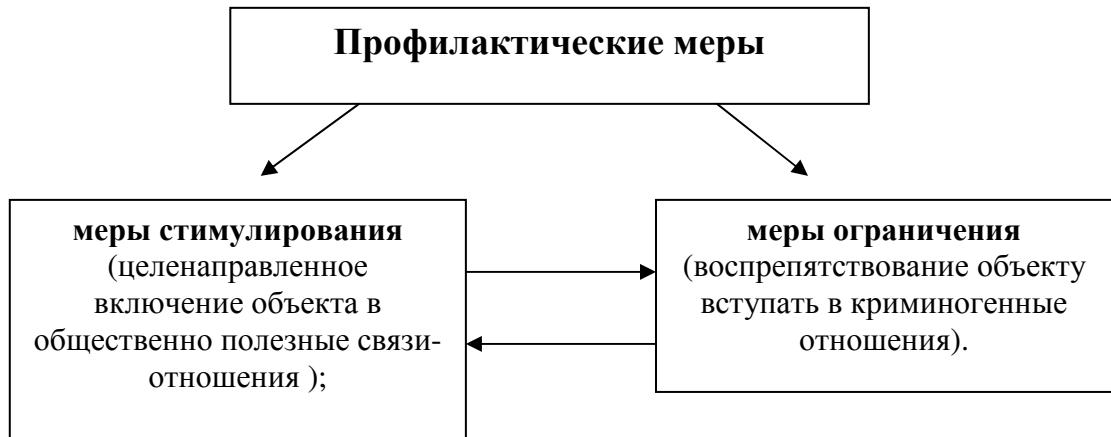 Профилактические меры
меры стимулирования
(целенаправленное
включение объекта в
общественно полезные связи-
отношения );
меры ограничения
(воспрепятствование объекту
вступать в криминогенные
отношения).